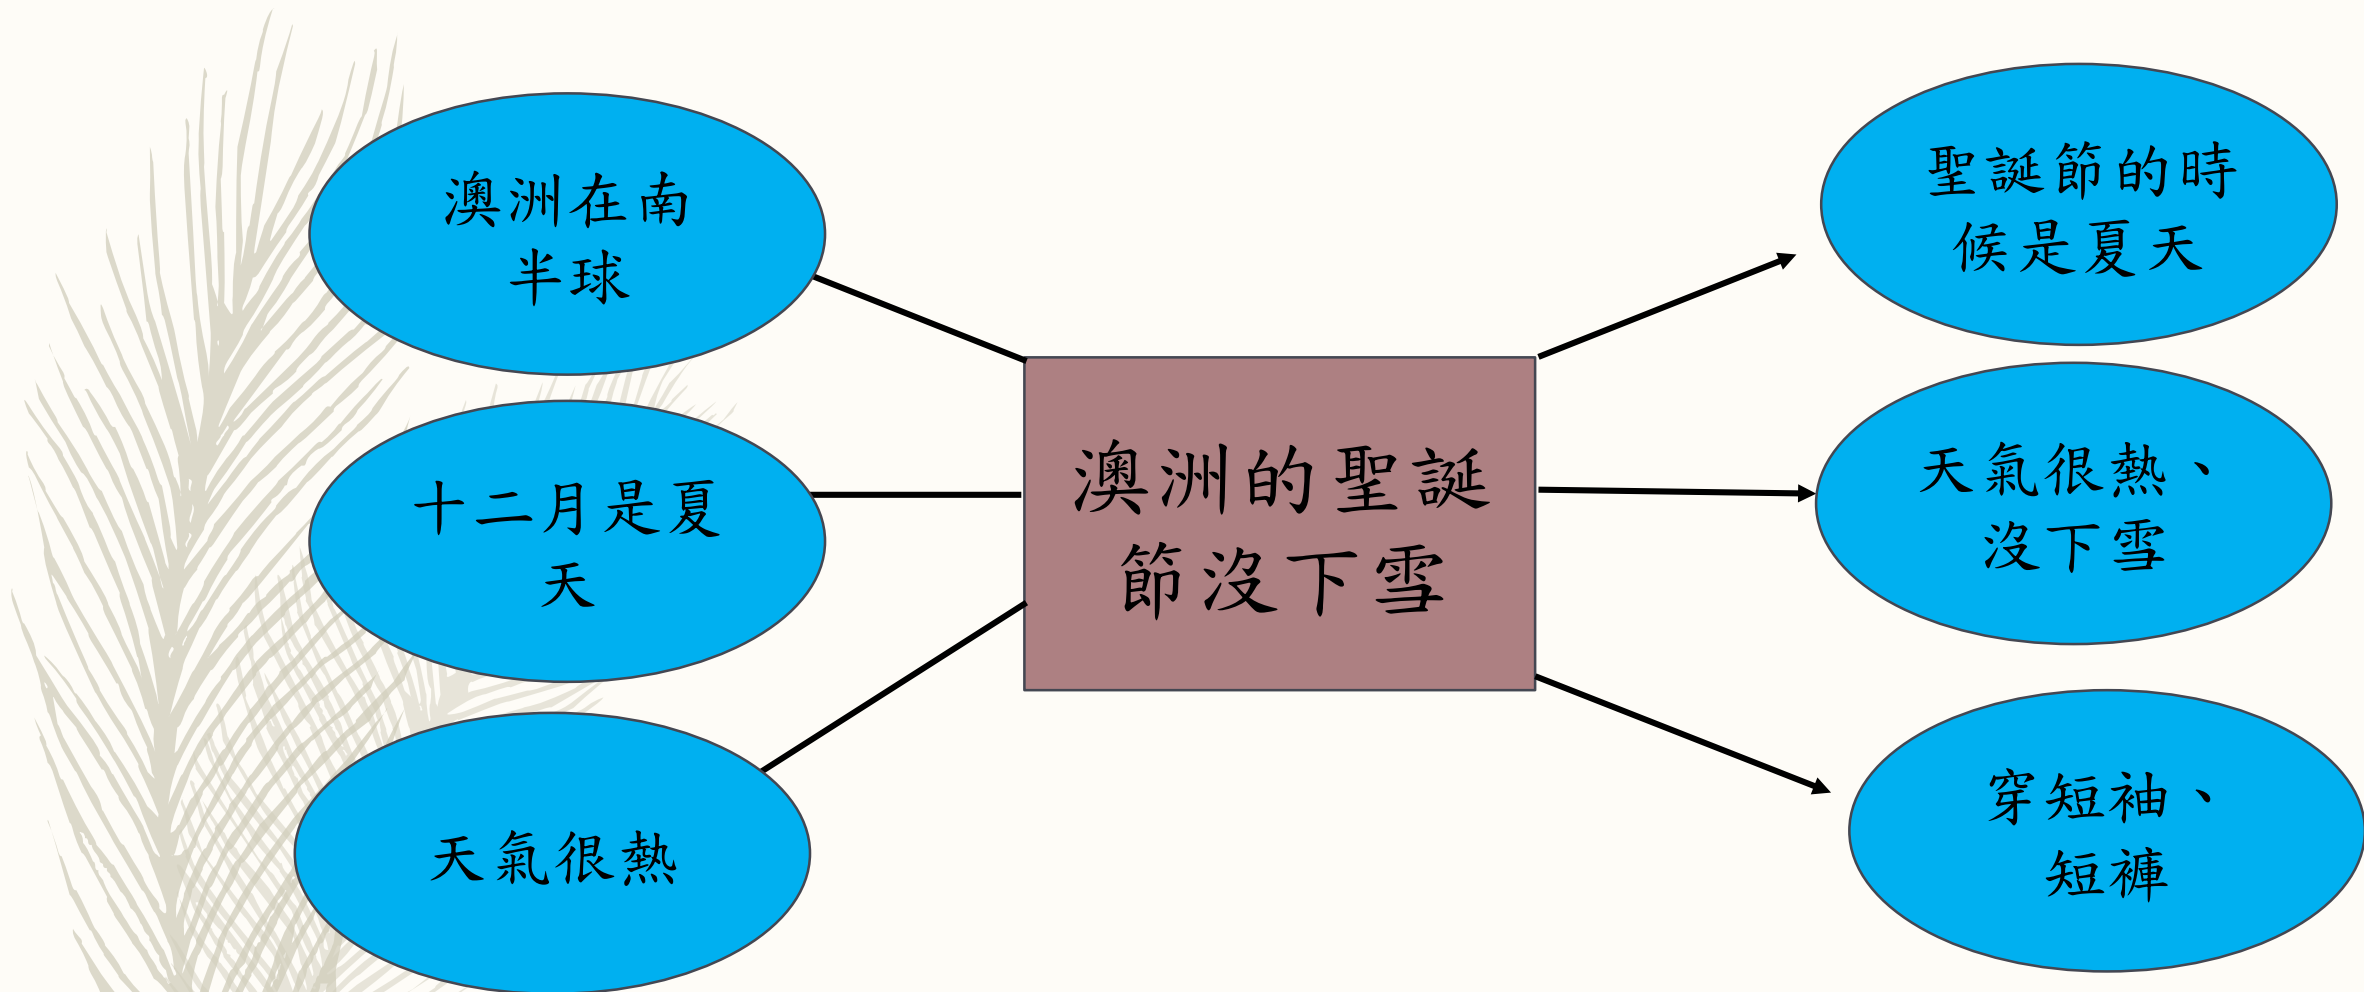 澳洲在南
半球
十二月是夏
天
天氣很熱
澳洲的聖誕
節沒下雪
聖誕節的時
候是夏天
天氣很熱、
沒下雪
穿短袖、
短褲